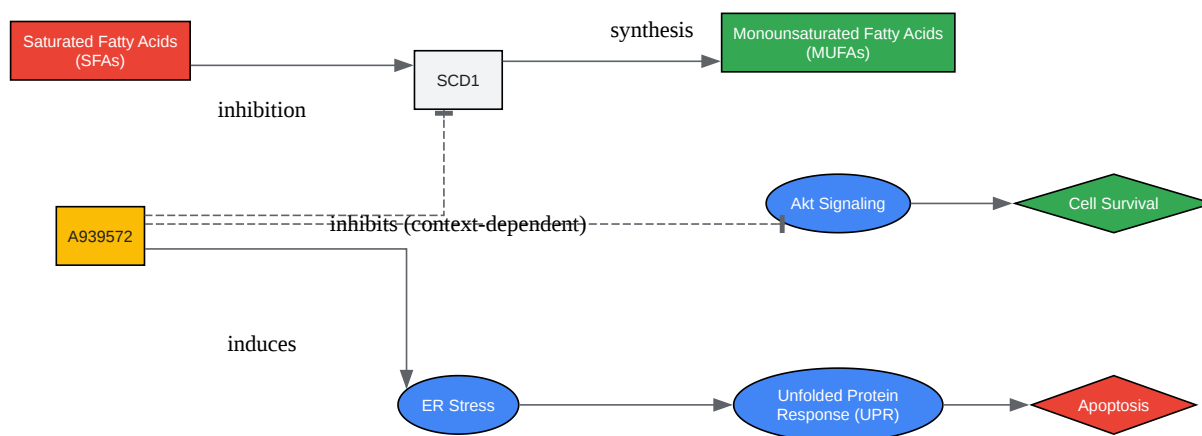 Saturated Fatty Acids
(SFAs)
SCD1
synthesis
Monounsaturated Fatty Acids
(MUFAs)
inhibition
A939572
inhibits (context-dependent)
Akt Signaling
Cell Survival
induces
ER Stress
Unfolded Protein
Response (UPR)
Apoptosis